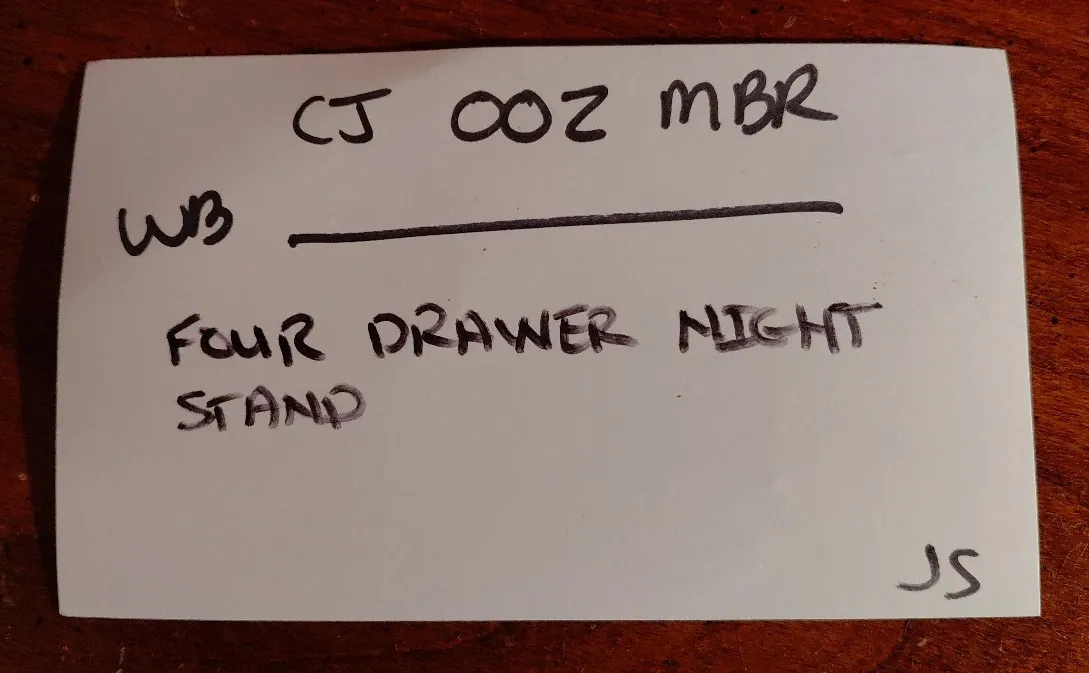 CJ 002 MBR
WB
FOUR DRAWER NIGHT
STAND
JS